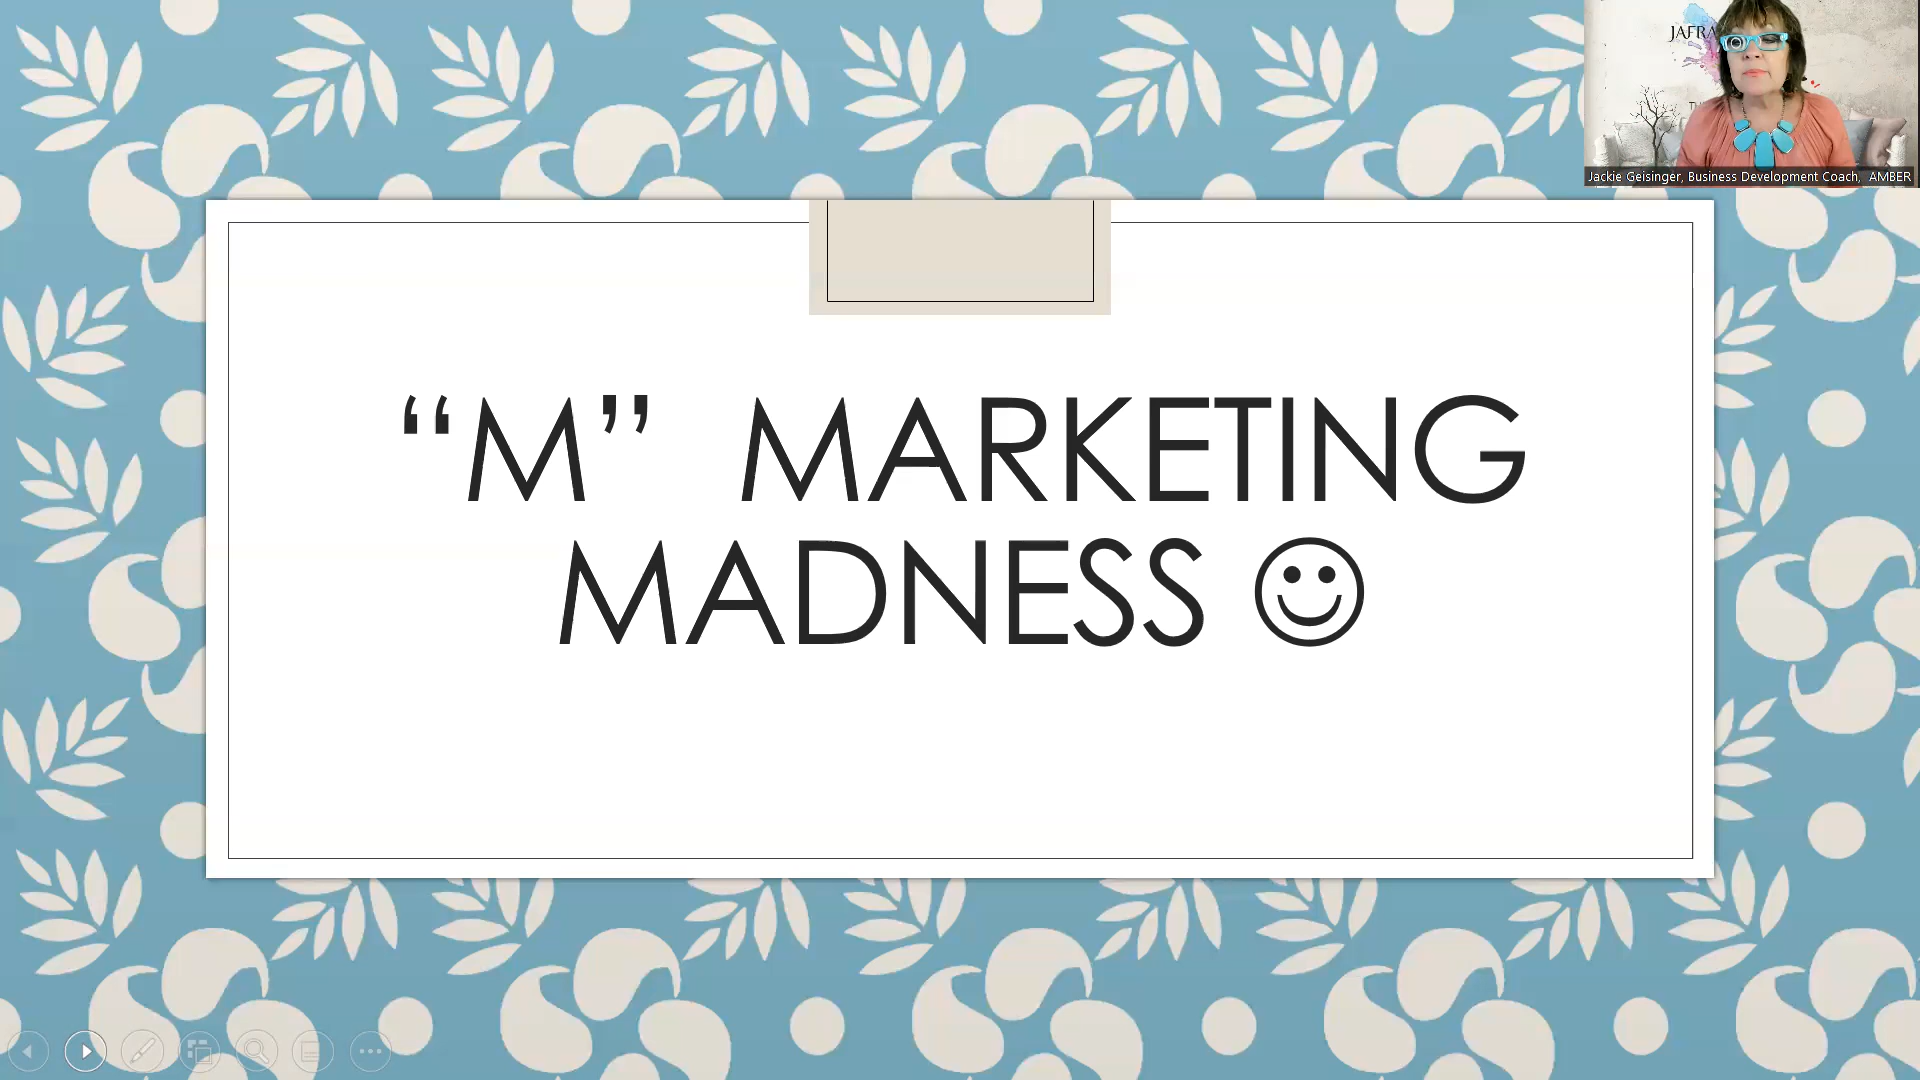 JAFRA
Jackie Geisinger, Business Development Coach, AMBER
“M” MARKETING
MADNESS ☺